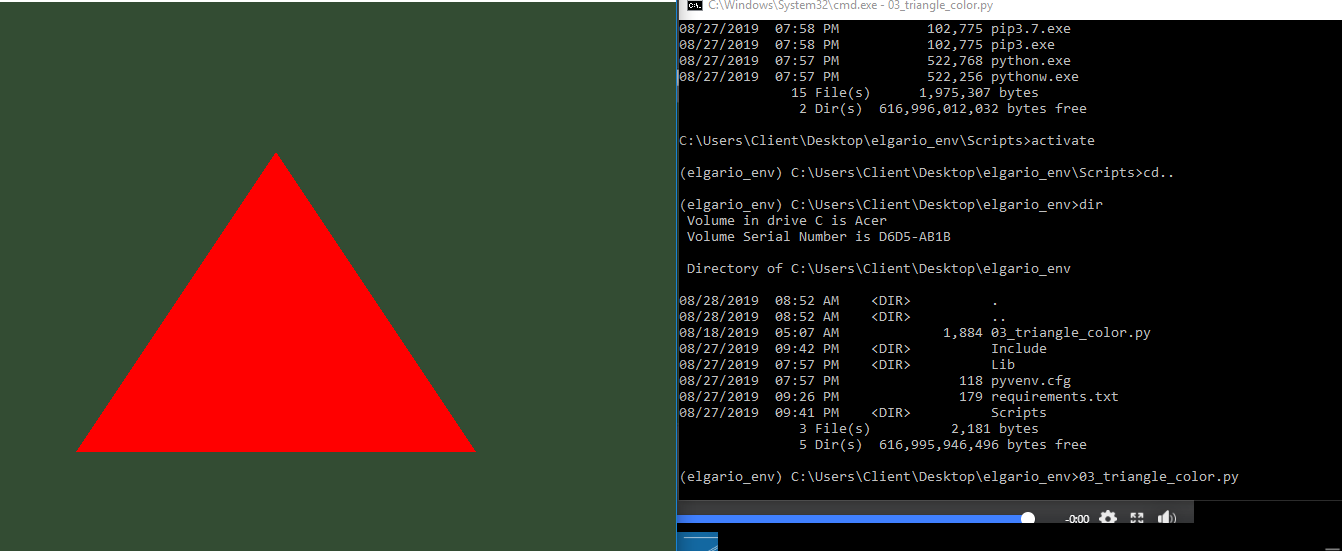 C:\Windows\System32\cmd.exe - 03_triangle_color.py
08/27/2019  07:58 PM           102,775 pip3.7.exe
08/27/2019  07:58 PM           102,775 pip3.exe
08/27/2019  07:57 PM           522,768 python.exe
08/27/2019  07:57 PM           522,256 pythonw.exe
              15 File(s)      1,975,307 bytes
               2 Dir(s)  616,996,012,032 bytes free
C:\Users\Client\Desktop\elgario_env\Scripts>activate
(elgario_env) C:\Users\Client\Desktop\elgario_env\Scripts>cd..
(elgario_env) C:\Users\Client\Desktop\elgario_env>dir
 Volume in drive C is Acer
 Volume Serial Number is D6D5-AB1B
 Directory of C:\Users\Client\Desktop\elgario_env
08/28/2019  08:52 AM    <DIR>          .
08/28/2019  08:52 AM    <DIR>          ..
08/18/2019  05:07 AM             1,884 03_triangle_color.py
08/27/2019  09:42 PM    <DIR>          Include
08/27/2019  07:57 PM    <DIR>          Lib
08/27/2019  07:57 PM               118 pyvenv.cfg
08/27/2019  09:26 PM               179 requirements.txt
08/27/2019  09:41 PM    <DIR>          Scripts
               3 File(s)          2,181 bytes
               5 Dir(s)  616,995,946,496 bytes free
(elgario_env) C:\Users\Client\Desktop\elgario_env>03_triangle_color.py
-0:00